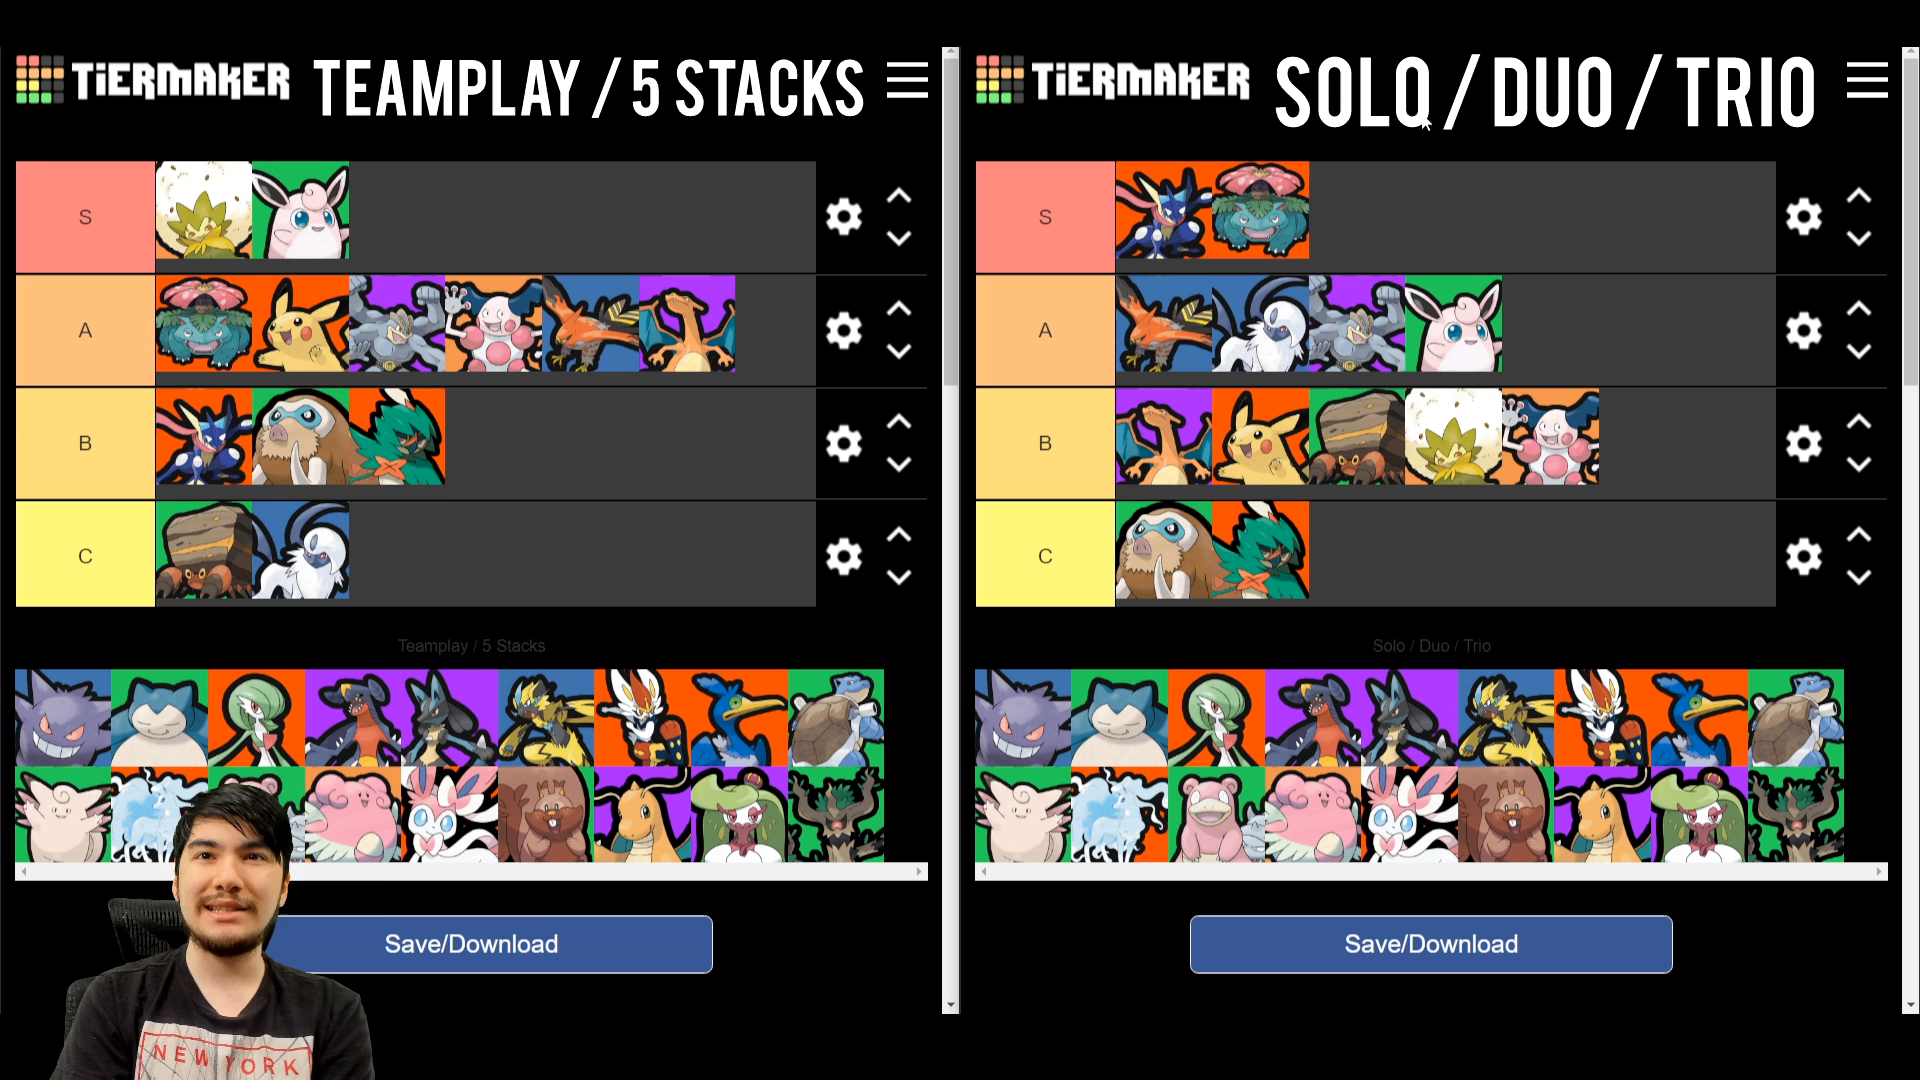 TiERMAKER TEAMPLAY / 5 STACKS
S
A
B
C
Teamplay / 5 Stacks
Save/Download
NEW YORK
TiERMAKER SOLO / DUO / TRIO
S
A
B
C
Solo / Duo / Trio
Save/Download